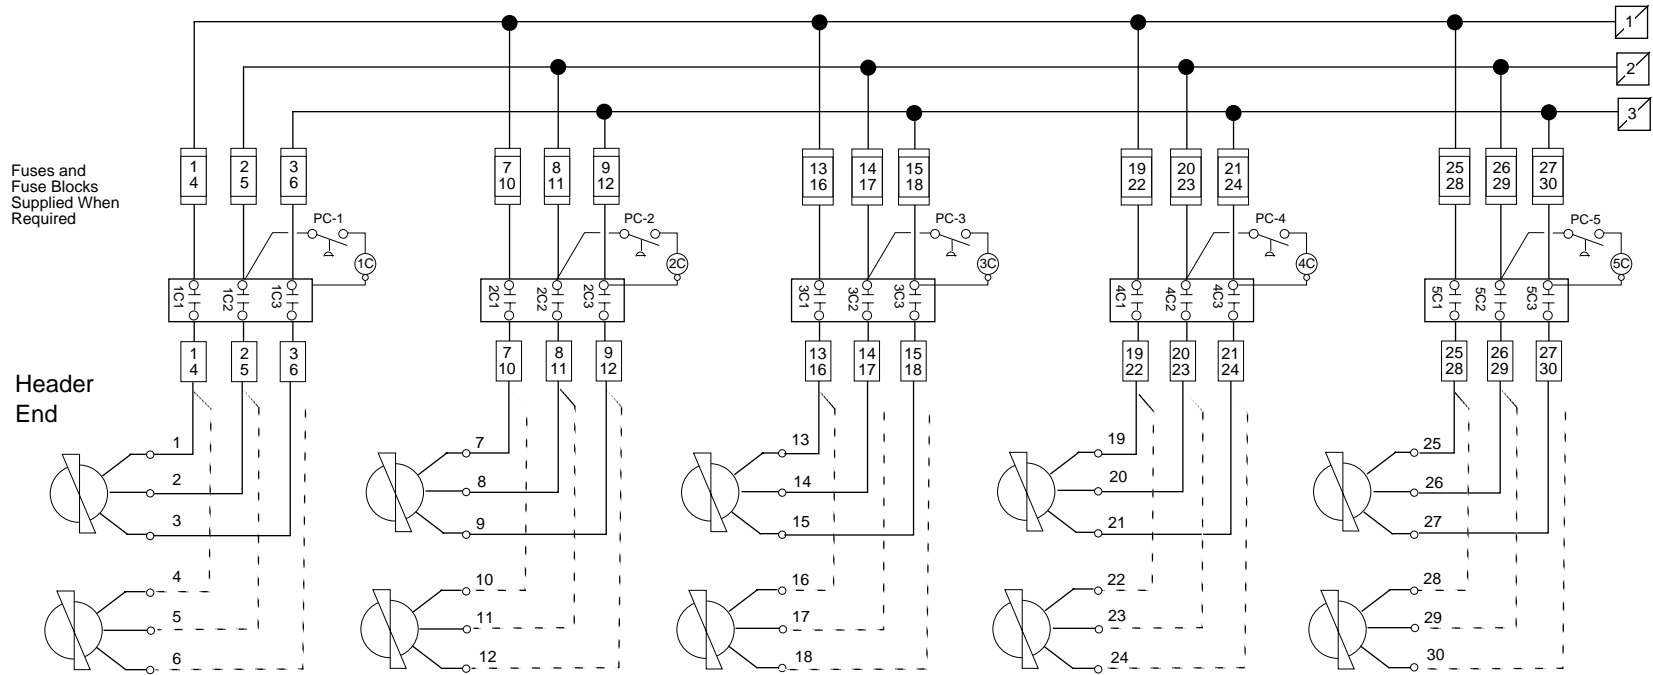 1
2
3
Fuses and
Fuse Blocks
Supplied When
Required
1 2 3 7 8 9 13 14 15 19 20 21 25 26 27
4 5 6 10 11 12 16 17 18 22 23 24 28 29 30
PC-1 PC-2 PC-3 PC-4 PC-5
1C 2C 3C 4C 5C
1C1 1C2 1C3 2C1 2C2 2C3 3C1 3C2 3C3 4C1 4C2 4C3 5C1 5C2 5C3
1 2 3 7 8 9 13 14 15 19 20 21 25 26 27
4 5 6 10 11 12 16 17 18 22 23 24 28 29 30
Header
End
1 7 13 19 25
2 8 14 20 26
3 9 15 21 27
4 10 16 22 28
5 11 17 23 29
6 12 18 24 30